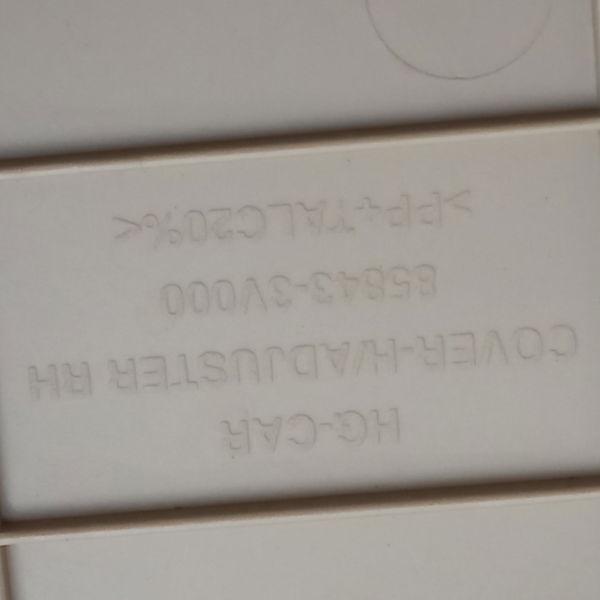 HG-CAR
COVER-H/ADJUSTER RH
85843-3V000
>PP+TALC20%<